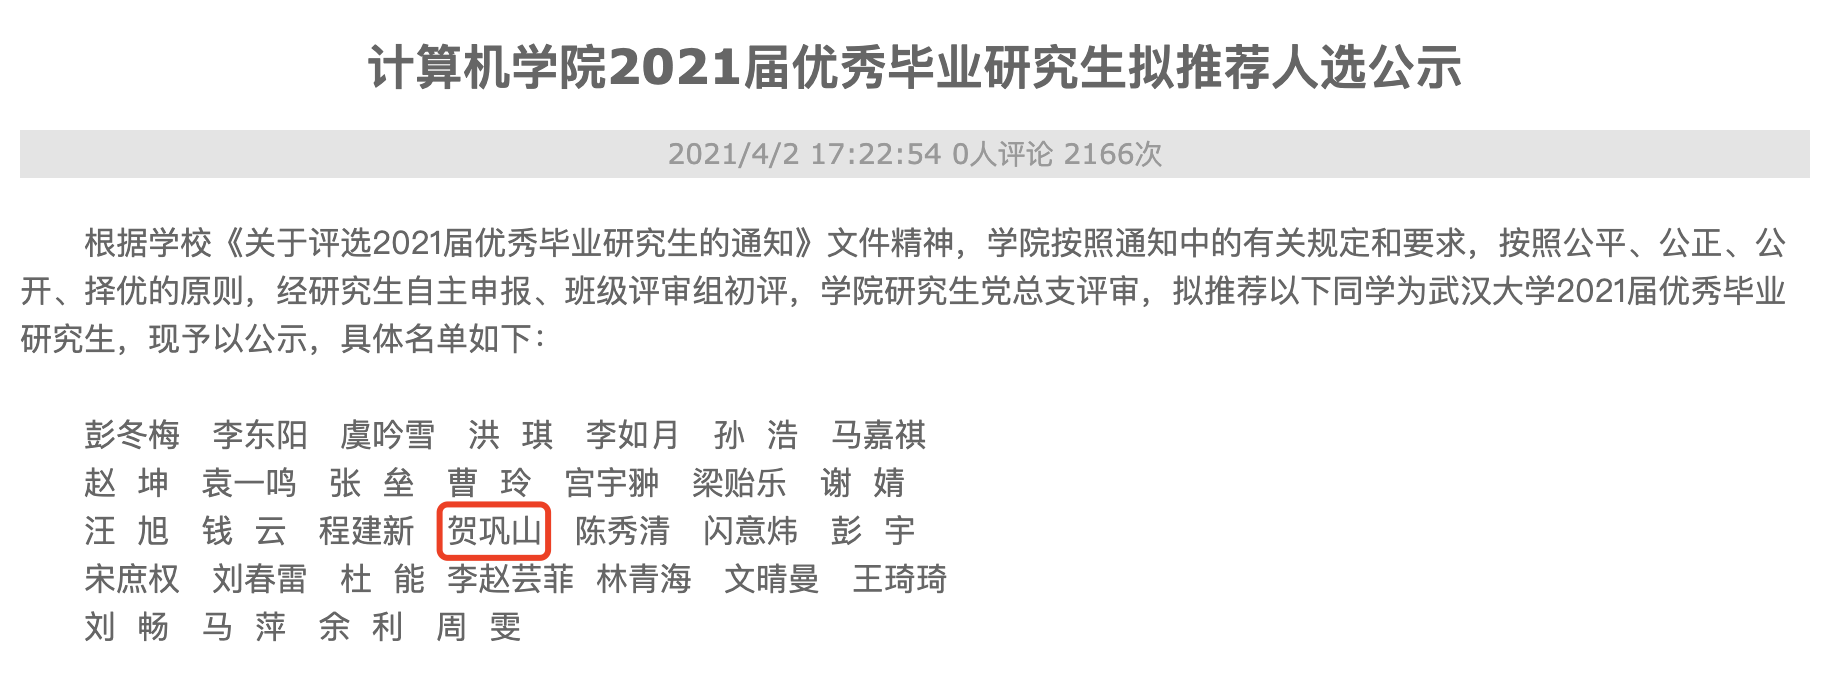 计算机学院2021届优秀毕业研究生拟推荐人选公示
2021/4/2 17:22:54 0人评论 2166次
根据学校《关于评选2021届优秀毕业研究生的通知》文件精神，学院按照通知中的有关规定和要求，按照公平、公正、公
开、择优的原则，经研究生自主申报、班级评审组初评，学院研究生党总支评审，拟推荐以下同学为武汉大学2021届优秀毕业
研究生，现予以公示，具体名单如下：
彭冬梅 李东阳 虞吟雪 洪 琪 李如月 孙 浩 马嘉祺
赵 坤 袁一鸣 张 垒 曹 玲 宫宇翀 梁贻乐 谢 婧
汪 旭 钱 云 程建新 贺巩山 陈秀清 闪意炜 彭 宇
宋庶权 刘春雷 杜 能 李赵芸菲 林青海 文晴曼 王琦琦
刘 畅 马 萍 余 利 周 雯